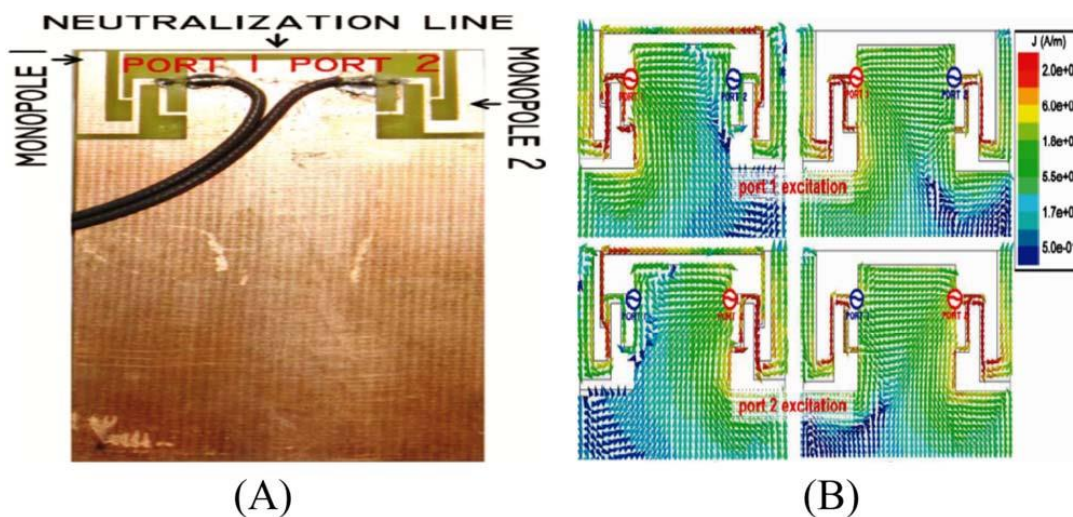 NEUTRALIZATION LINE
MONOPOLE 1
PORT 1 PORT 2
MONOPOLE 2
J (A/m)
2.0e+0
6.0e+0
1.8e+0
5.5e+0
1.7e+0
5.0e-01
port 1 excitation
port 2 excitation
(A)
(B)